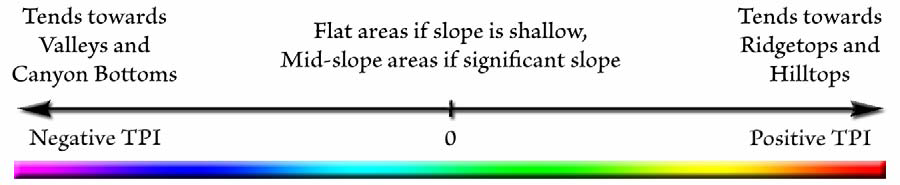 Tends towards
Valleys and
Canyon Bottoms
Flat areas if slope is shallow,
Mid-slope areas if significant slope
Tends towards
Ridgetops and
Hilltops
Negative TPI
0
Positive TPI